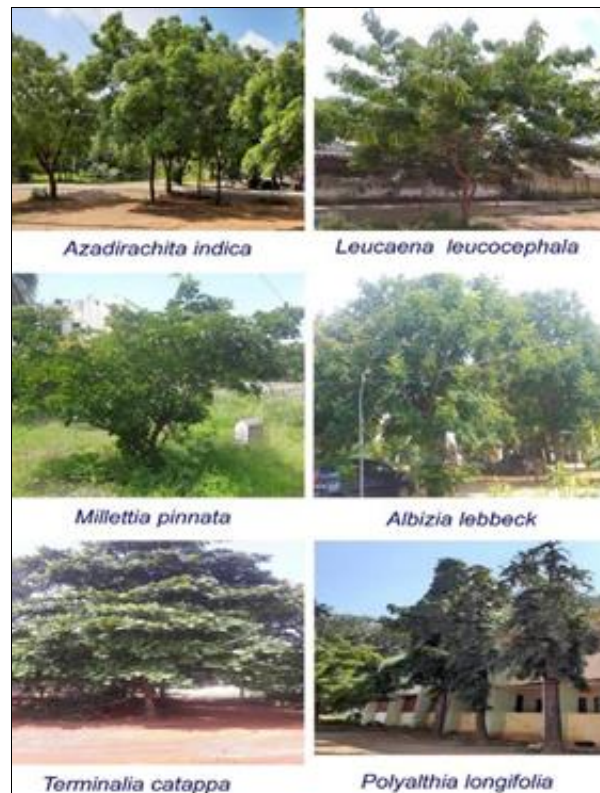 Azadirachita indica
Leucaena leucocephala
Millettia pinnata
Albizia lebbeck
Terminalia catappa
Polyalthia longifolia